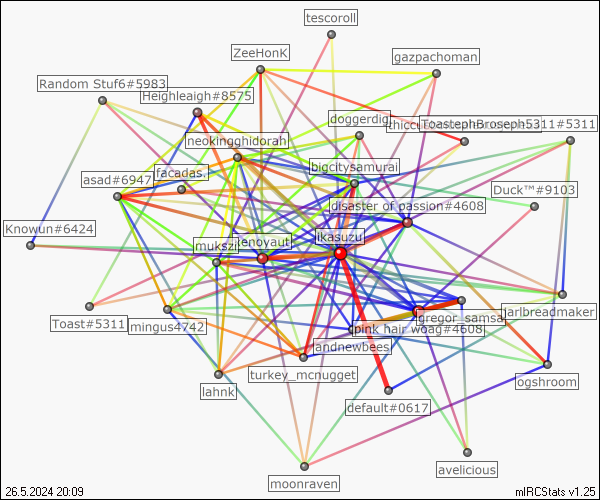 tescoroll
ZeeHonK
gazpachoman
Random Stuf6#5983
Heighleaigh#8575
doggerdig
ToastephBroseph5311#5311
neokingghidorah
bigcitysamurai
asad#6947
facadas.
Duck™#9103
disaster of passion#4608
Knowun#6424
mukszi
enoyaut
ikasuzu
Toast#5311
mingus4742
pink hair woag#4608
gregor_samsa
jarlbreadmaker
andnewbees
turkey_mcnugget
lahnk
ogshroom
default#0617
avelicious
moonraven
26.5.2024 20:09
mIRCStats v1.25